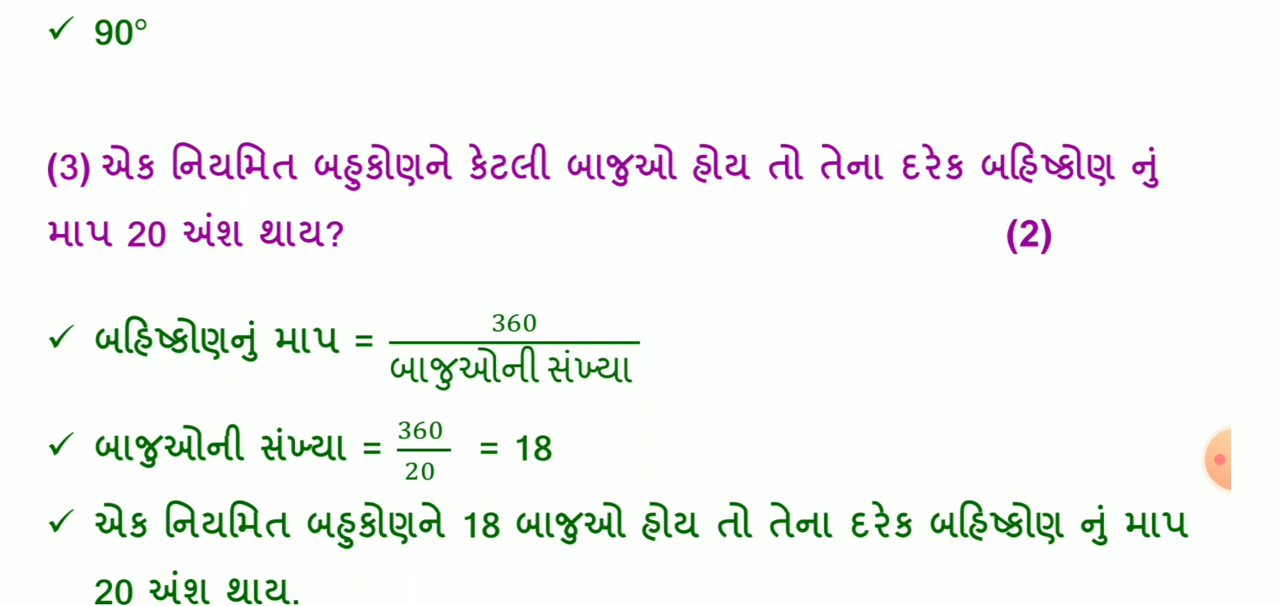 ✓ 90°
(3) એક નિયમિત બહુકોણને કેટલી બાજુઓ હોય તો તેના દરેક બહિષ્કોણ નું
માપ 20 અંશ થાય? (2)
✓ બહિષ્કોણનું માપ = 360 / બાજુઓની સંખ્યા
✓ બાજુઓની સંખ્યા = 360 / 20 = 18
✓ એક નિયમિત બહુકોણને 18 બાજુઓ હોય તો તેના દરેક બહિષ્કોણ નું માપ
20 અંશ થાય.